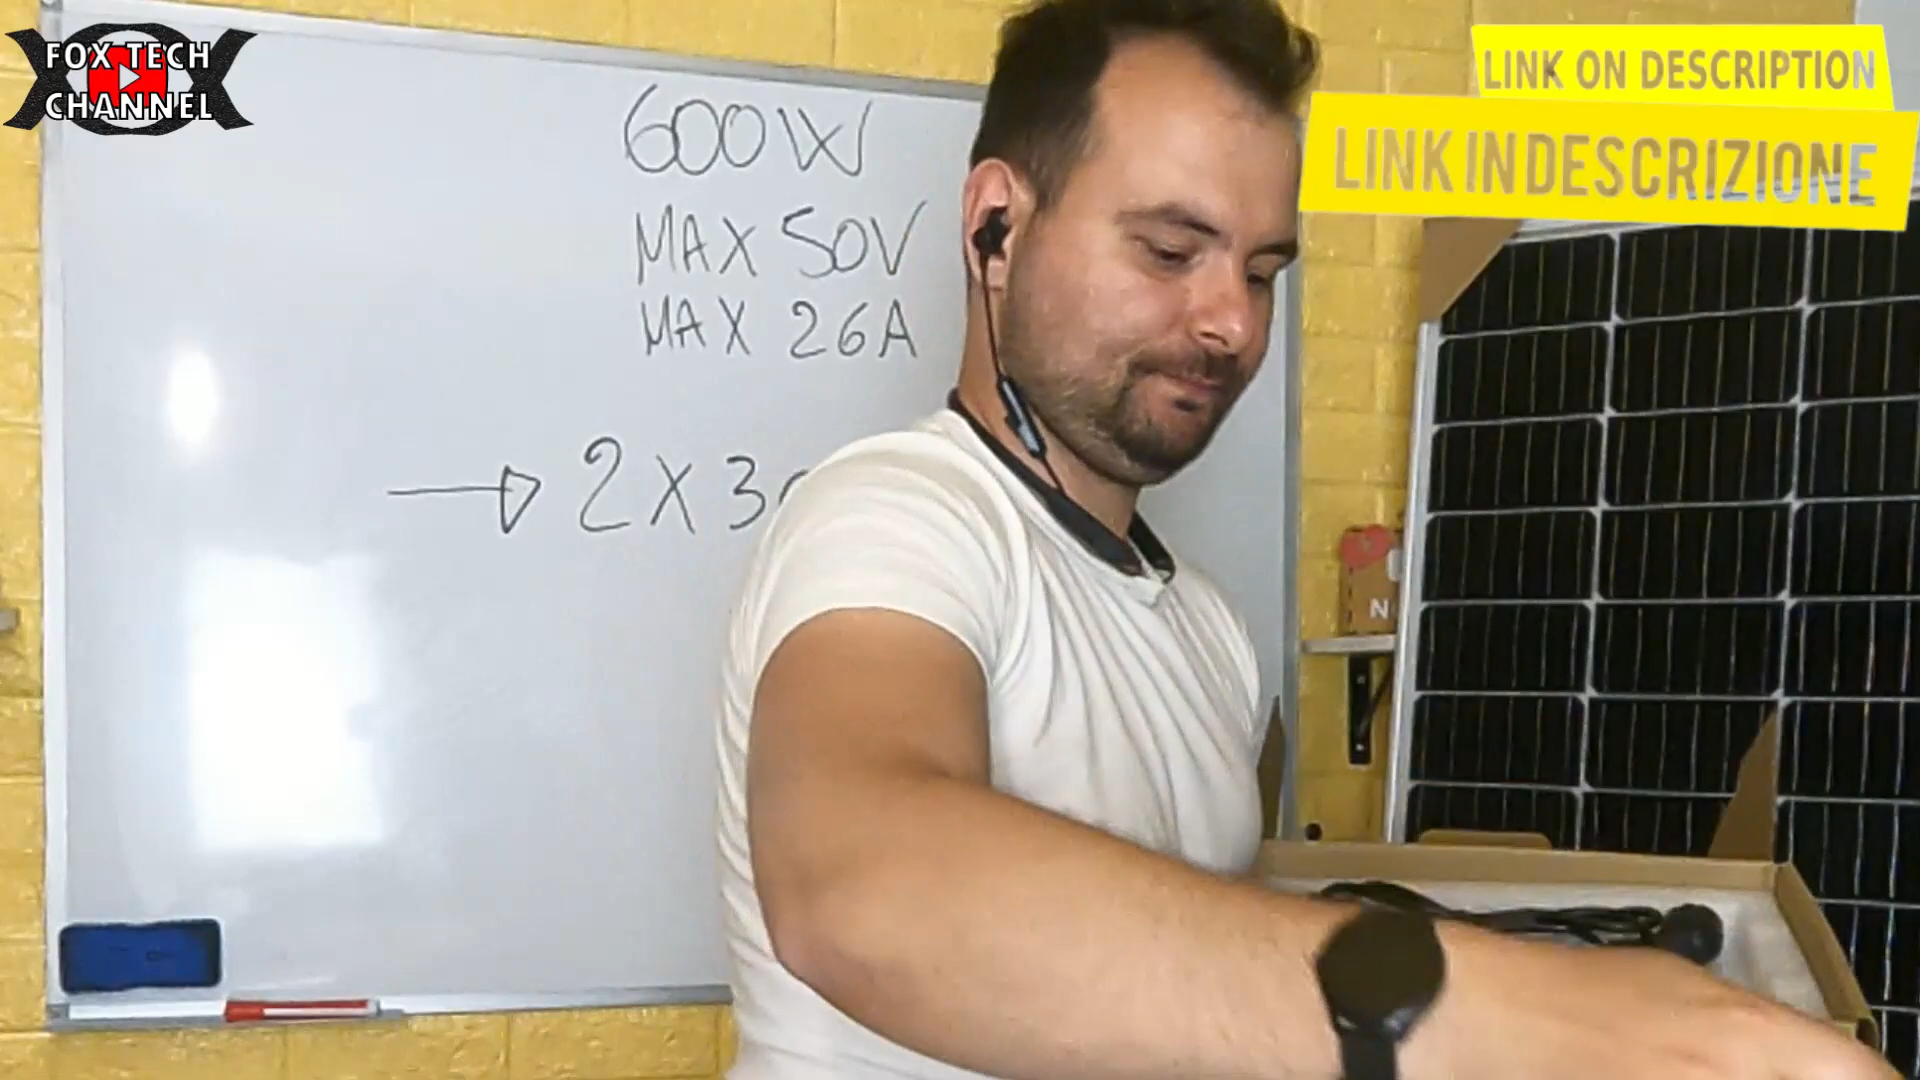 FOX TECH
CHANNEL
LINK ON DESCRIPTION
LINK IN DESCRIZIONE
600W
MAX 50V
MAX 26A
2 X 3
N